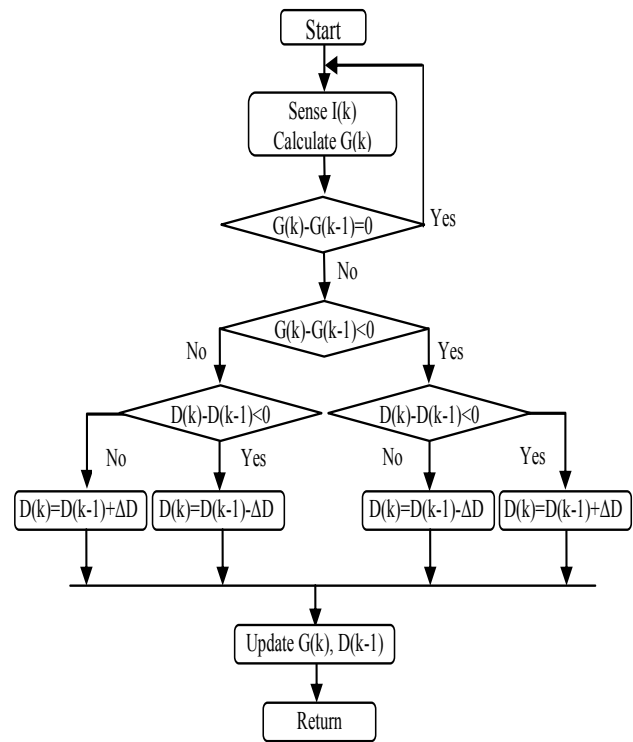 Start
Sense I(k)
Calculate G(k)
G(k)-G(k-1)=0
Yes
No
G(k)-G(k-1)<0
No
Yes
D(k)-D(k-1)<0
D(k)-D(k-1)<0
No
Yes
No
Yes
D(k)=D(k-1)+ΔD
D(k)=D(k-1)-ΔD
D(k)=D(k-1)-ΔD
D(k)=D(k-1)+ΔD
Update G(k), D(k-1)
Return